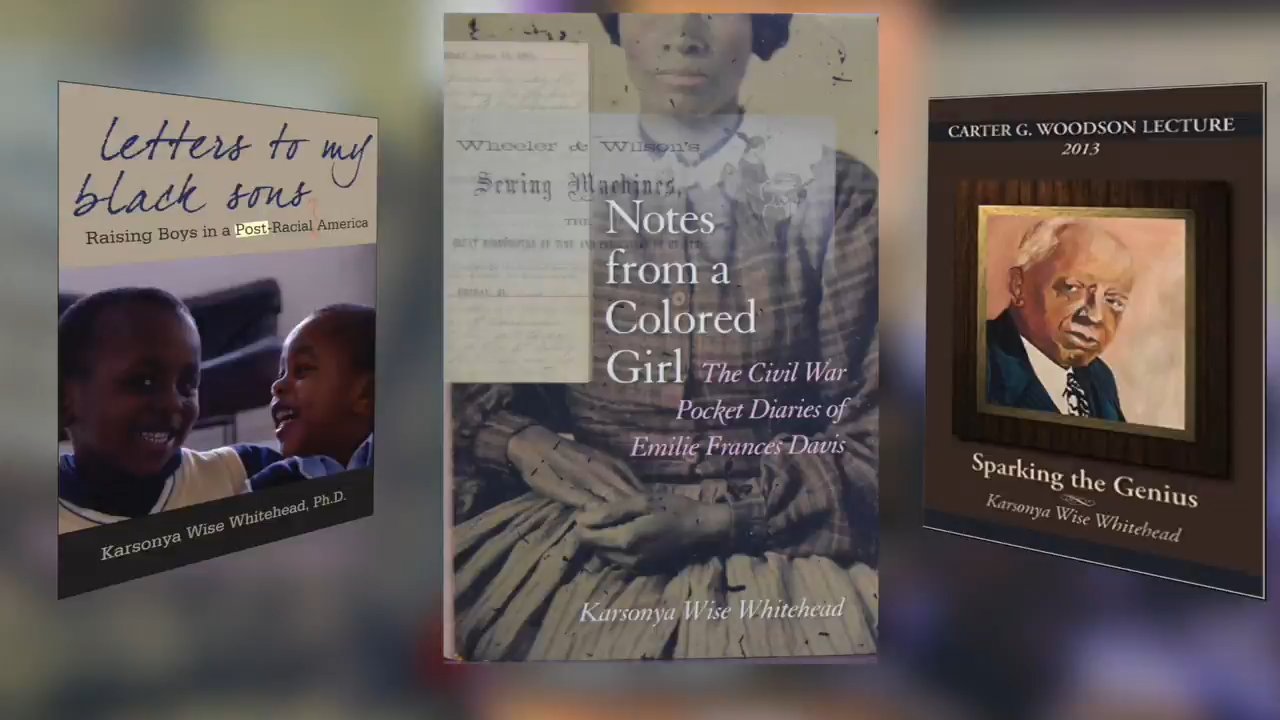 letters to my
black sons
Raising Boys in a Post-Racial America
Karsonya Wise Whitehead, Ph.D.
Wheeler & Wilson's
Sewing Machines,
Notes
from a
Colored
Girl The Civil War
Pocket Diaries of
Emilie Frances Davis
Karsonya Wise Whitehead
CARTER G. WOODSON LECTURE
2013
Sparking the Genius
Karsonya Wise Whitehead